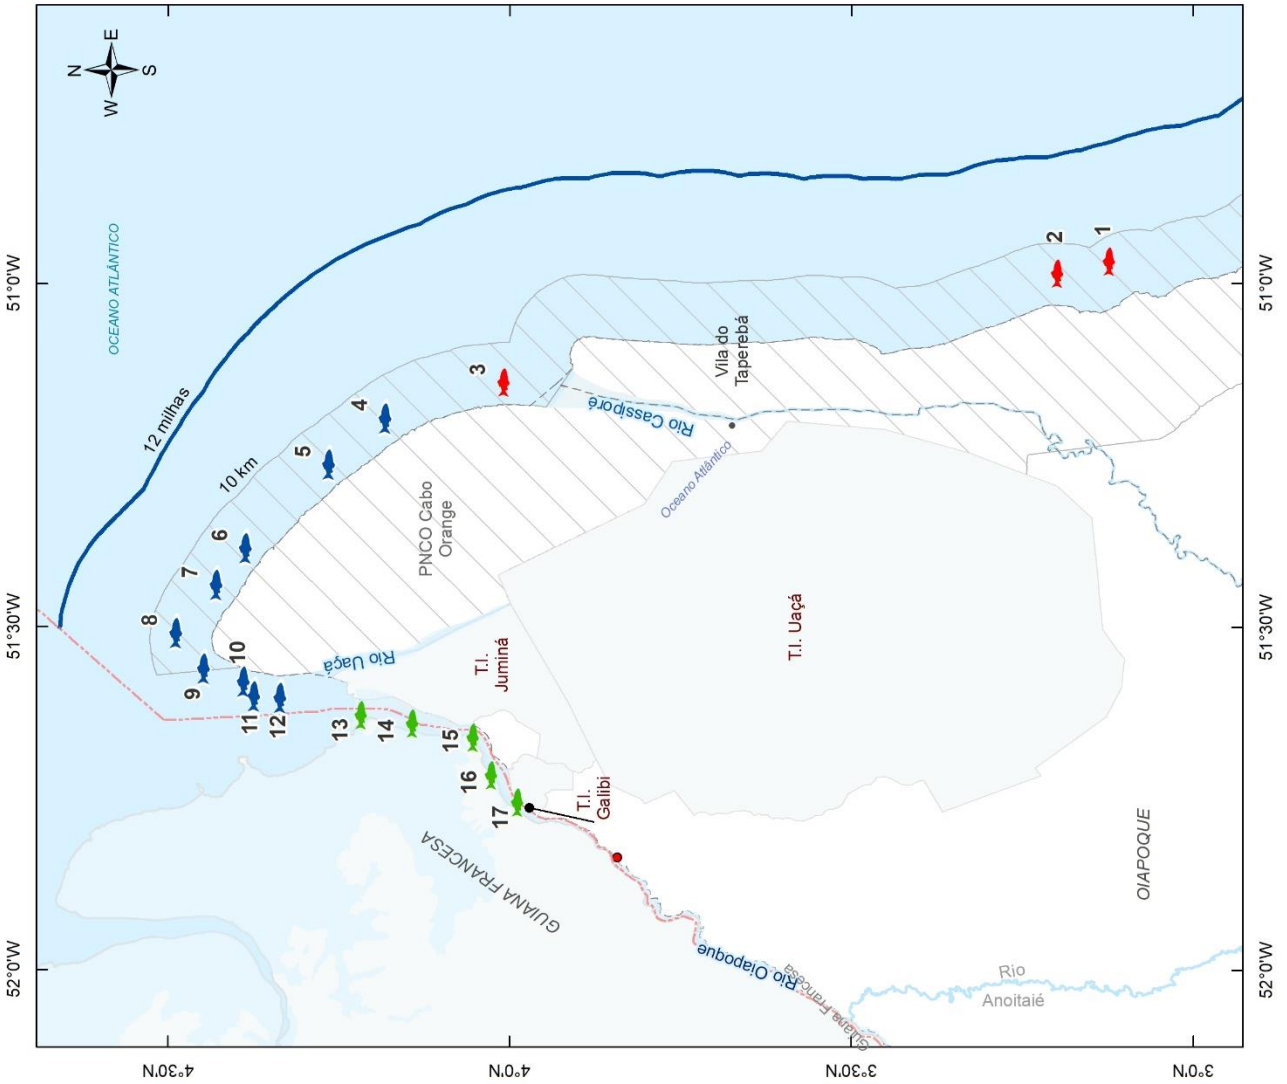 N
W
E
S
52°0'W
51°30'W
51°0'W
OCEANO ATLÂNTICO
12 milhas
10 km
4°30'N
4°0'N
3°30'N
3°0'N
8
7
6
5
4
3
9
10
11
12
13
14
15
16
17
2
1
PNCO Cabo
Orange
Rio Uaçá
Rio Cassiporé
Vila do
Taperebá
Oceano Atlântico
T.I.
Juminá
T.I. Uaçá
T.I.
Galibi
GUIANA FRANCESA
Rio Oiapoque
Guiana Francesa
OIAPOQUE
Rio
Anoitaié
52°0'W
51°30'W
51°0'W